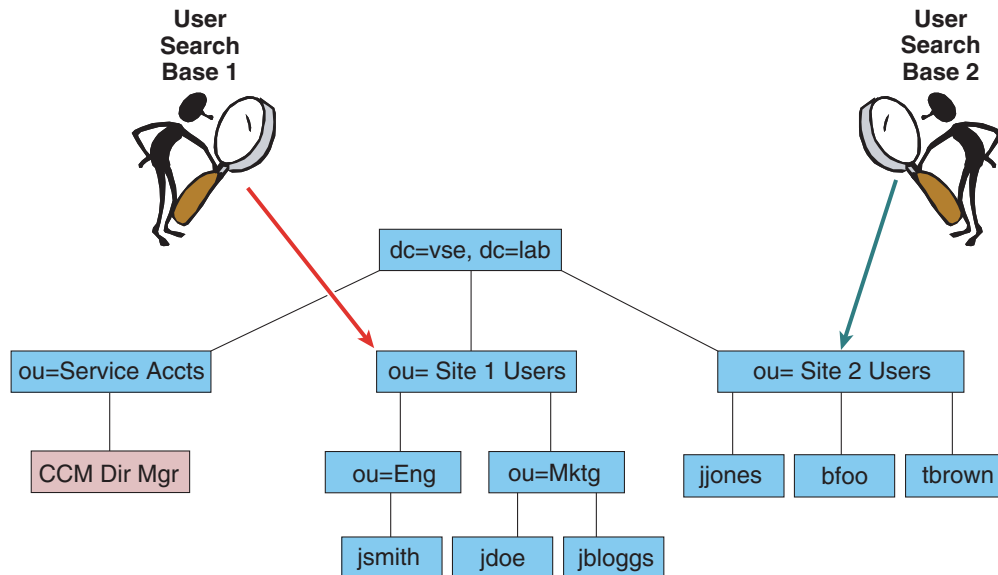 User
Search
Base 1
User
Search
Base 2
dc=vse, dc=lab
ou=Service Accts
ou= Site 1 Users
ou= Site 2 Users
CCM Dir Mgr
ou=Eng
ou=Mktg
jjones
bfoo
tbrown
jsmith
jdoe
jbloggs